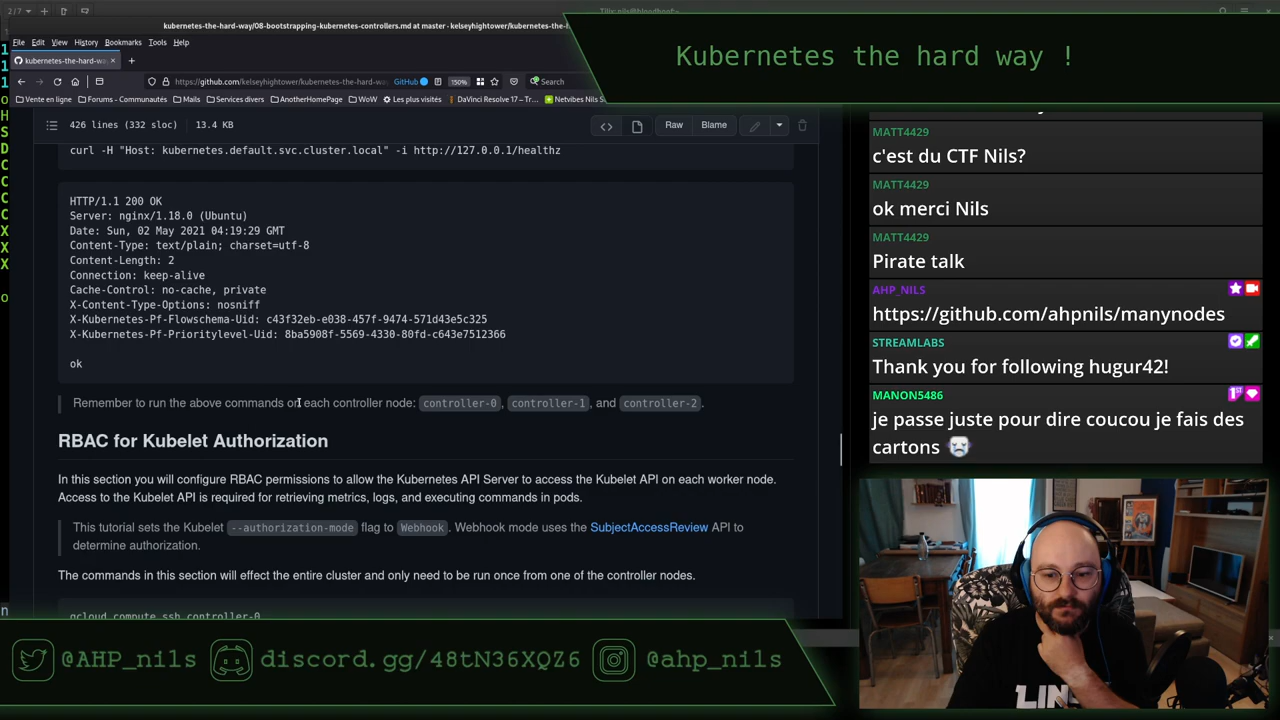 2/7
Tilix: nils@bloodhoof:~
kubernetes-the-hard-way/08-bootstrapping-kubernetes-controllers.md at master · kelseyhightower/kubernetes-the-h
File Edit View History Bookmarks Tools Help
kubernetes-the-hard-wa
https://github.com/kelseyhightower/kubernetes-the-hard-wa
GitHub
150%
Search
Vente en ligne
Forums - Communautés
Mails
Services divers
AnotherHomePage
WoW
Les plus visités
DaVinci Resolve 17 – Tr…
Netvibes Nils S
426 lines (332 sloc)
13.4 KB
Raw
Blame
curl -H "Host: kubernetes.default.svc.cluster.local" -i http://127.0.0.1/healthz
HTTP/1.1 200 OK
Server: nginx/1.18.0 (Ubuntu)
Date: Sun, 02 May 2021 04:19:29 GMT
Content-Type: text/plain; charset=utf-8
Content-Length: 2
Connection: keep-alive
Cache-Control: no-cache, private
X-Content-Type-Options: nosniff
X-Kubernetes-Pf-Flowschema-Uid: c43f32eb-e038-457f-9474-571d43e5c325
X-Kubernetes-Pf-Prioritylevel-Uid: 8ba5908f-5569-4330-80fd-c643e7512366
ok
Remember to run the above commands on each controller node: controller-0, controller-1, and controller-2.
RBAC for Kubelet Authorization
In this section you will configure RBAC permissions to allow the Kubernetes API Server to access the Kubelet API on each worker node.
Access to the Kubelet API is required for retrieving metrics, logs, and executing commands in pods.
This tutorial sets the Kubelet --authorization-mode flag to Webhook. Webhook mode uses the SubjectAccessReview API to
determine authorization.
The commands in this section will effect the entire cluster and only need to be run once from one of the controller nodes.
gcloud compute ssh controller-0
Kubernetes the hard way !
MATT4429
c'est du CTF Nils?
MATT4429
ok merci Nils
MATT4429
Pirate talk
AHP_NILS
https://github.com/ahpnils/manynodes
STREAMLABS
Thank you for following hugur42!
MANON5486
je passe juste pour dire coucou je fais des
cartons
@AHP_nils
discord.gg/48tN36XQZ6
@ahp_nils